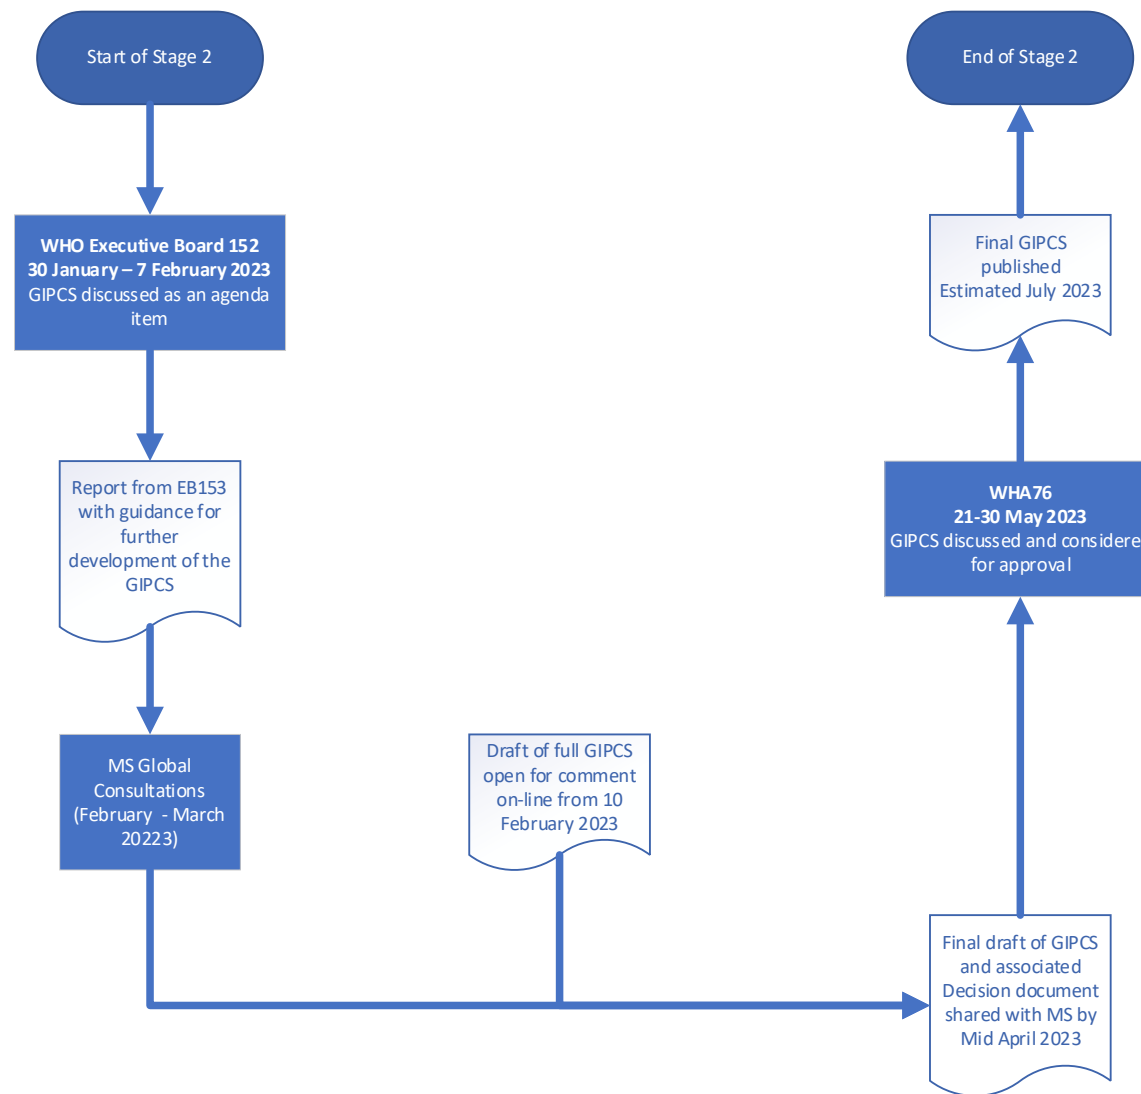 Start of Stage 2
WHO Executive Board 152
30 January – 7 February 2023
GIPCS discussed as an agenda
item
Report from EB153
with guidance for
further
development of the
GIPCS
MS Global
Consultations
(February - March
20223)
Draft of full GIPCS
open for comment
on-line from 10
February 2023
Final draft of GIPCS
and associated
Decision document
shared with MS by
Mid April 2023
WHA76
21-30 May 2023
GIPCS discussed and considere
for approval
Final GIPCS
published
Estimated July 2023
End of Stage 2